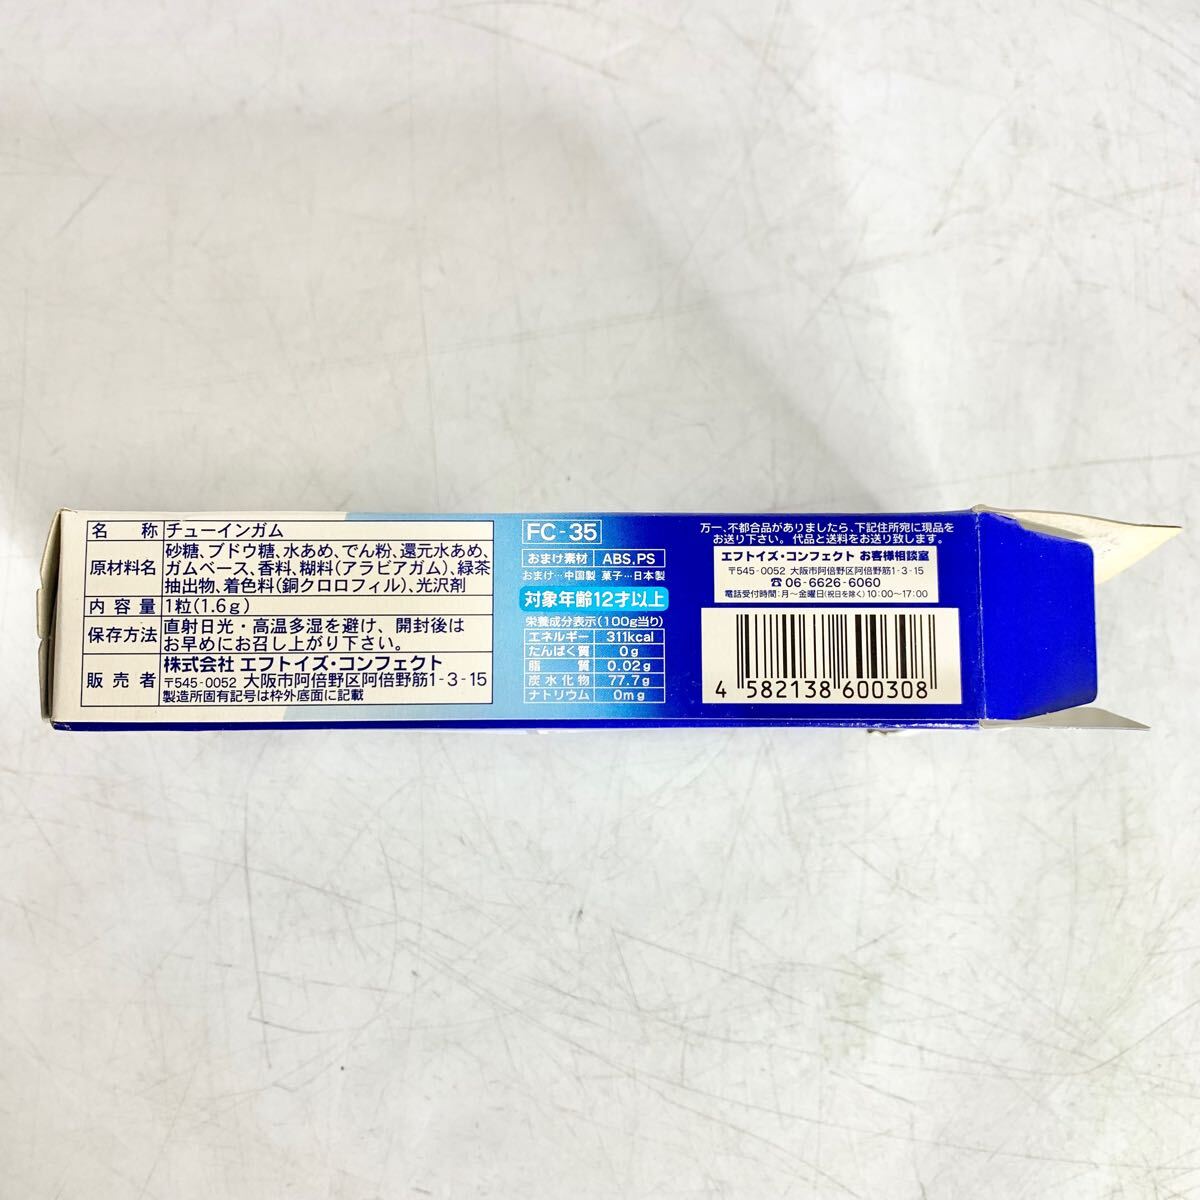 名称 チューインガム
原材料名 砂糖、ブドウ糖、水あめ、でん粉、還元水あめ、
ガムベース、香料、糊料(アラビアガム)、緑茶
抽出物、着色料(銅クロロフィル)、光沢剤
内容量 1粒(1.6g)
保存方法 直射日光・高温多湿を避け、開封後は
お早めにお召し上がり下さい。
販売者 株式会社 エフトイズ・コンフェクト
〒545-0052 大阪市阿倍野区阿倍野筋1-3-15
製造所固有記号は枠外底面に記載
FC-35
おまけ素材 ABS,PS
おまけ…中国製 菓子…日本製
対象年齢12才以上
栄養成分表示(100g当り)
エネルギー 311kcal
たんぱく質 0g
脂質 0.02g
炭水化物 77.7g
ナトリウム 0mg
万一、不都合品がありましたら、下記住所宛に現品を
お送り下さい。代品と送料をお送り致します。
エフトイズ・コンフェクト お客様相談室
〒545-0052 大阪市阿倍野区阿倍野筋1-3-15
☎06-6626-6060
電話受付時間:月〜金曜日(祝日を除く)10:00〜17:00
4 582138 600308